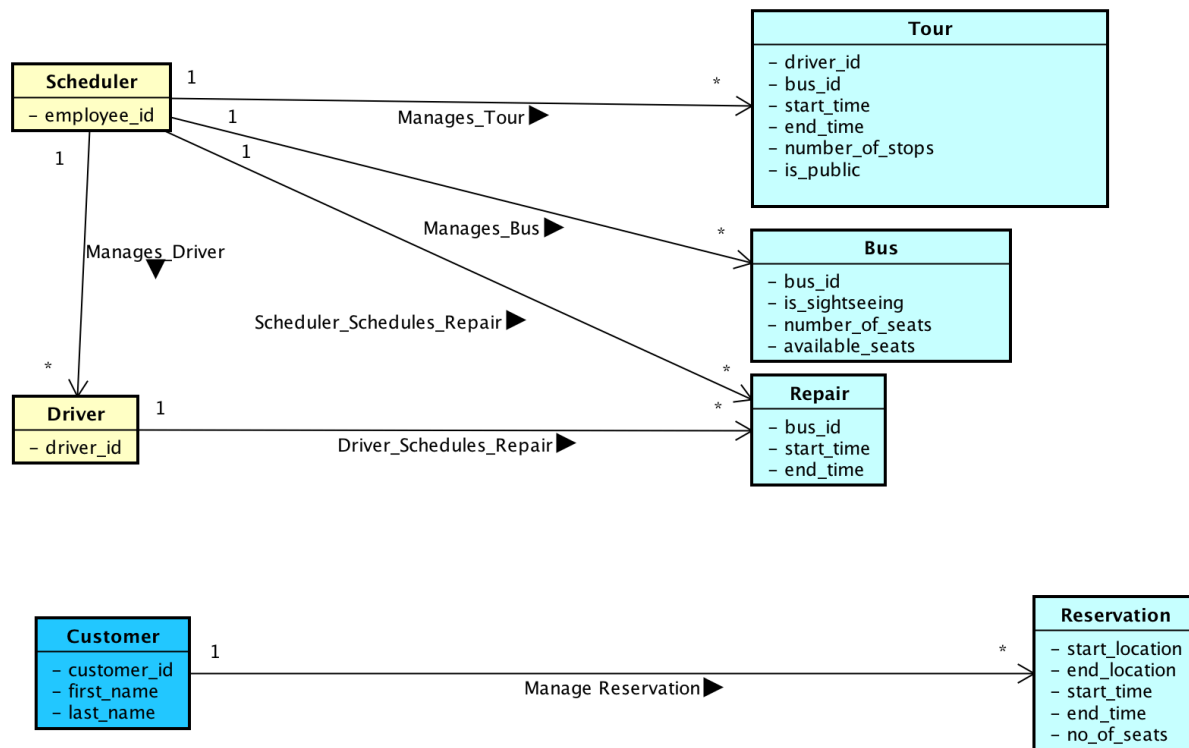 Tour
- driver_id
- bus_id
- start_time
- end_time
- number_of_stops
- is_public
Scheduler
- employee_id
1
*
Manages_Tour
1
1
1
Manages_Bus
*
Bus
- bus_id
- is_sightseeing
- number_of_seats
- available_seats
Manages_Driver
Scheduler_Schedules_Repair
*
*
Driver
- driver_id
1
*
Driver_Schedules_Repair
Repair
- bus_id
- start_time
- end_time
Customer
- customer_id
- first_name
- last_name
1
*
Manage Reservation
Reservation
- start_location
- end_location
- start_time
- end_time
- no_of_seats